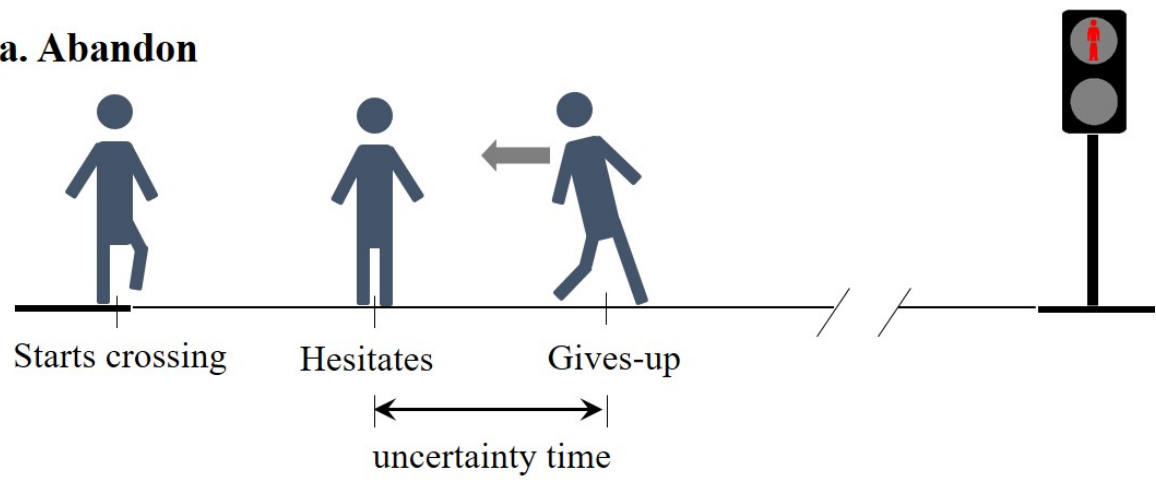 a. Abandon
Starts crossing
Hesitates
Gives-up
uncertainty time